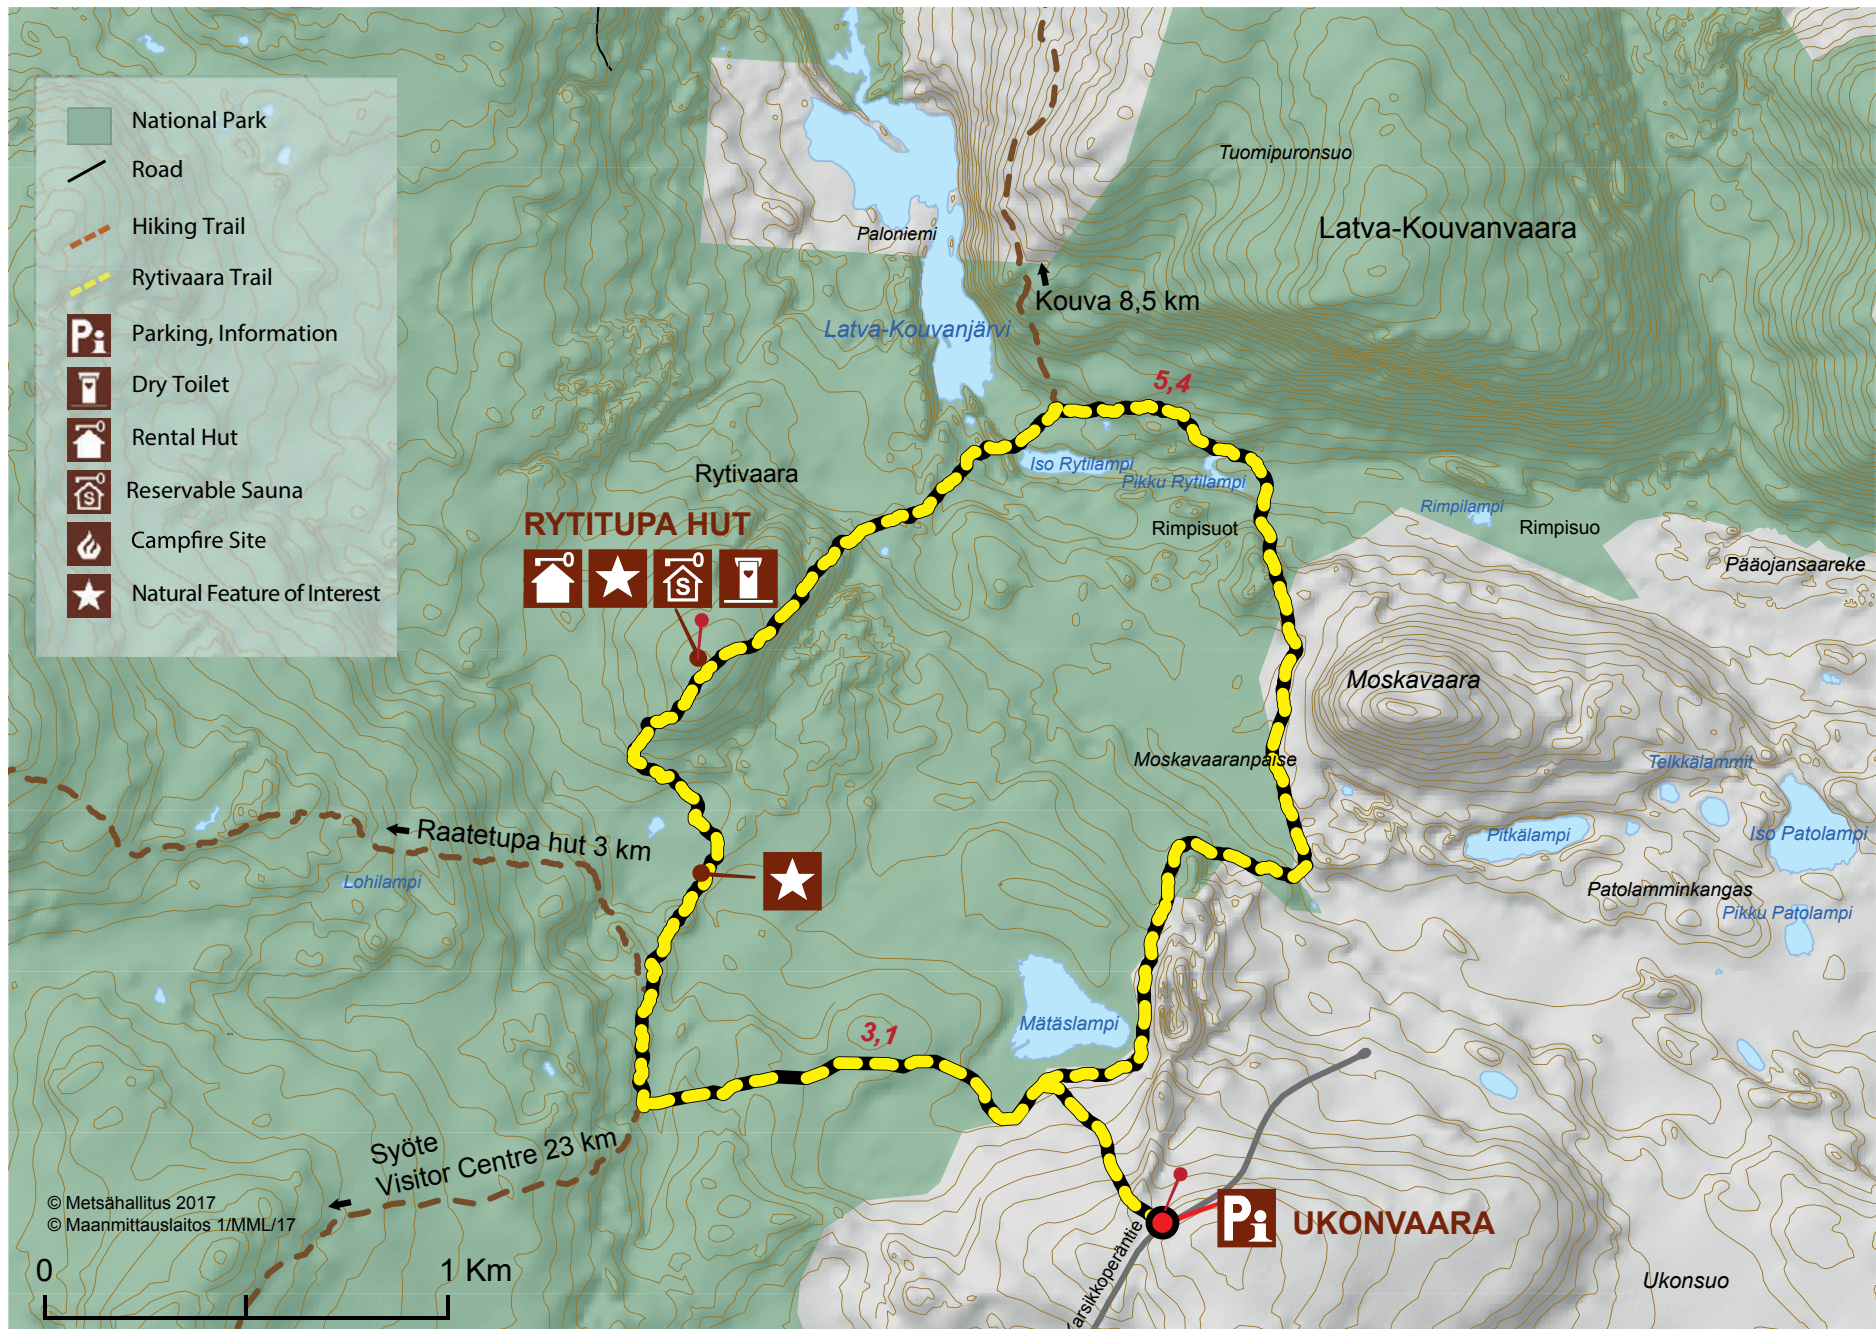 National Park
Road
Hiking Trail
Rytivaara Trail
P i
Parking, Information
Dry Toilet
Rental Hut
S
Reservable Sauna
Campfire Site
Natural Feature of Interest
Tuomipuronsuo
Latva-Kouvanvaara
Paloniemi
Kouva 8,5 km
Latva-Kouvanjärvi
5,4
Iso Rytilampi
Pikku Rytilampi
Rytivaara
RYTITUPA HUT
S
Rimpilampi
Rimpisuot
Rimpisuo
Pääojansaareke
Moskavaara
Moskavaaranpalse
Telkkälammit
Pitkälampi
Iso Patolampi
Patolamminkangas
Pikku Patolampi
Raatetupa hut 3 km
Lohilampi
Mätäslampi
3,1
Syöte
Visitor Centre 23 km
P i
UKONVAARA
Ukonsuo
© Metsähallitus 2017
© Maanmittauslaitos 1/MML/17
0
1 Km